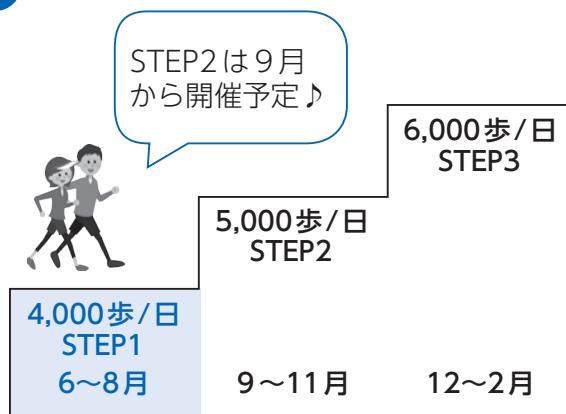 STEP2は9月
から開催予定♪
6,000歩/日
STEP3
5,000歩/日
STEP2
4,000歩/日
STEP1
6〜8月
9〜11月
12〜2月